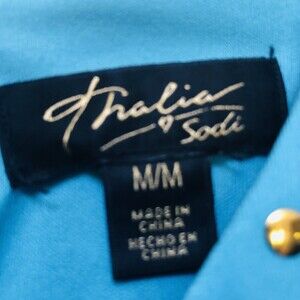 Thalia
Sodi
M/M
MADE IN
CHINA
HECHO EN
CHINA